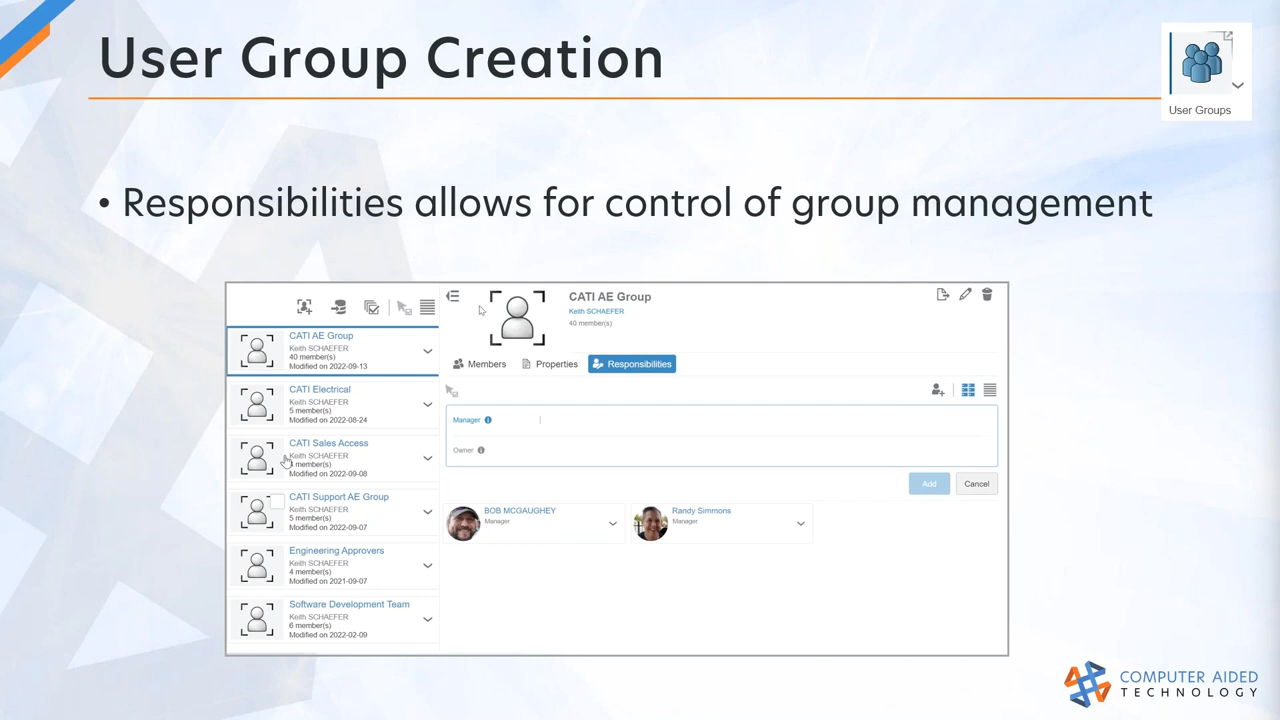 User Group Creation
User Groups
• Responsibilities allows for control of group management
CATI AE Group
Keith SCHAEFER
40 member(s)
Modified on 2022-09-13
CATI Electrical
Keith SCHAEFER
5 member(s)
Modified on 2022-08-24
CATI Sales Access
Keith SCHAEFER
member(s)
Modified on 2022-09-08
CATI Support AE Group
Keith SCHAEFER
5 member(s)
Modified on 2022-09-07
Engineering Approvers
Keith SCHAEFER
4 member(s)
Modified on 2021-09-07
Software Development Team
Keith SCHAEFER
6 member(s)
Modified on 2022-02-09
CATI AE Group
Keith SCHAEFER
40 member(s)
Members Properties Responsibilities
Manager
Owner
Add Cancel
BOB MCGAUGHEY
Manager
Randy Simmons
Manager
COMPUTER AIDED
TECHNOLOGY